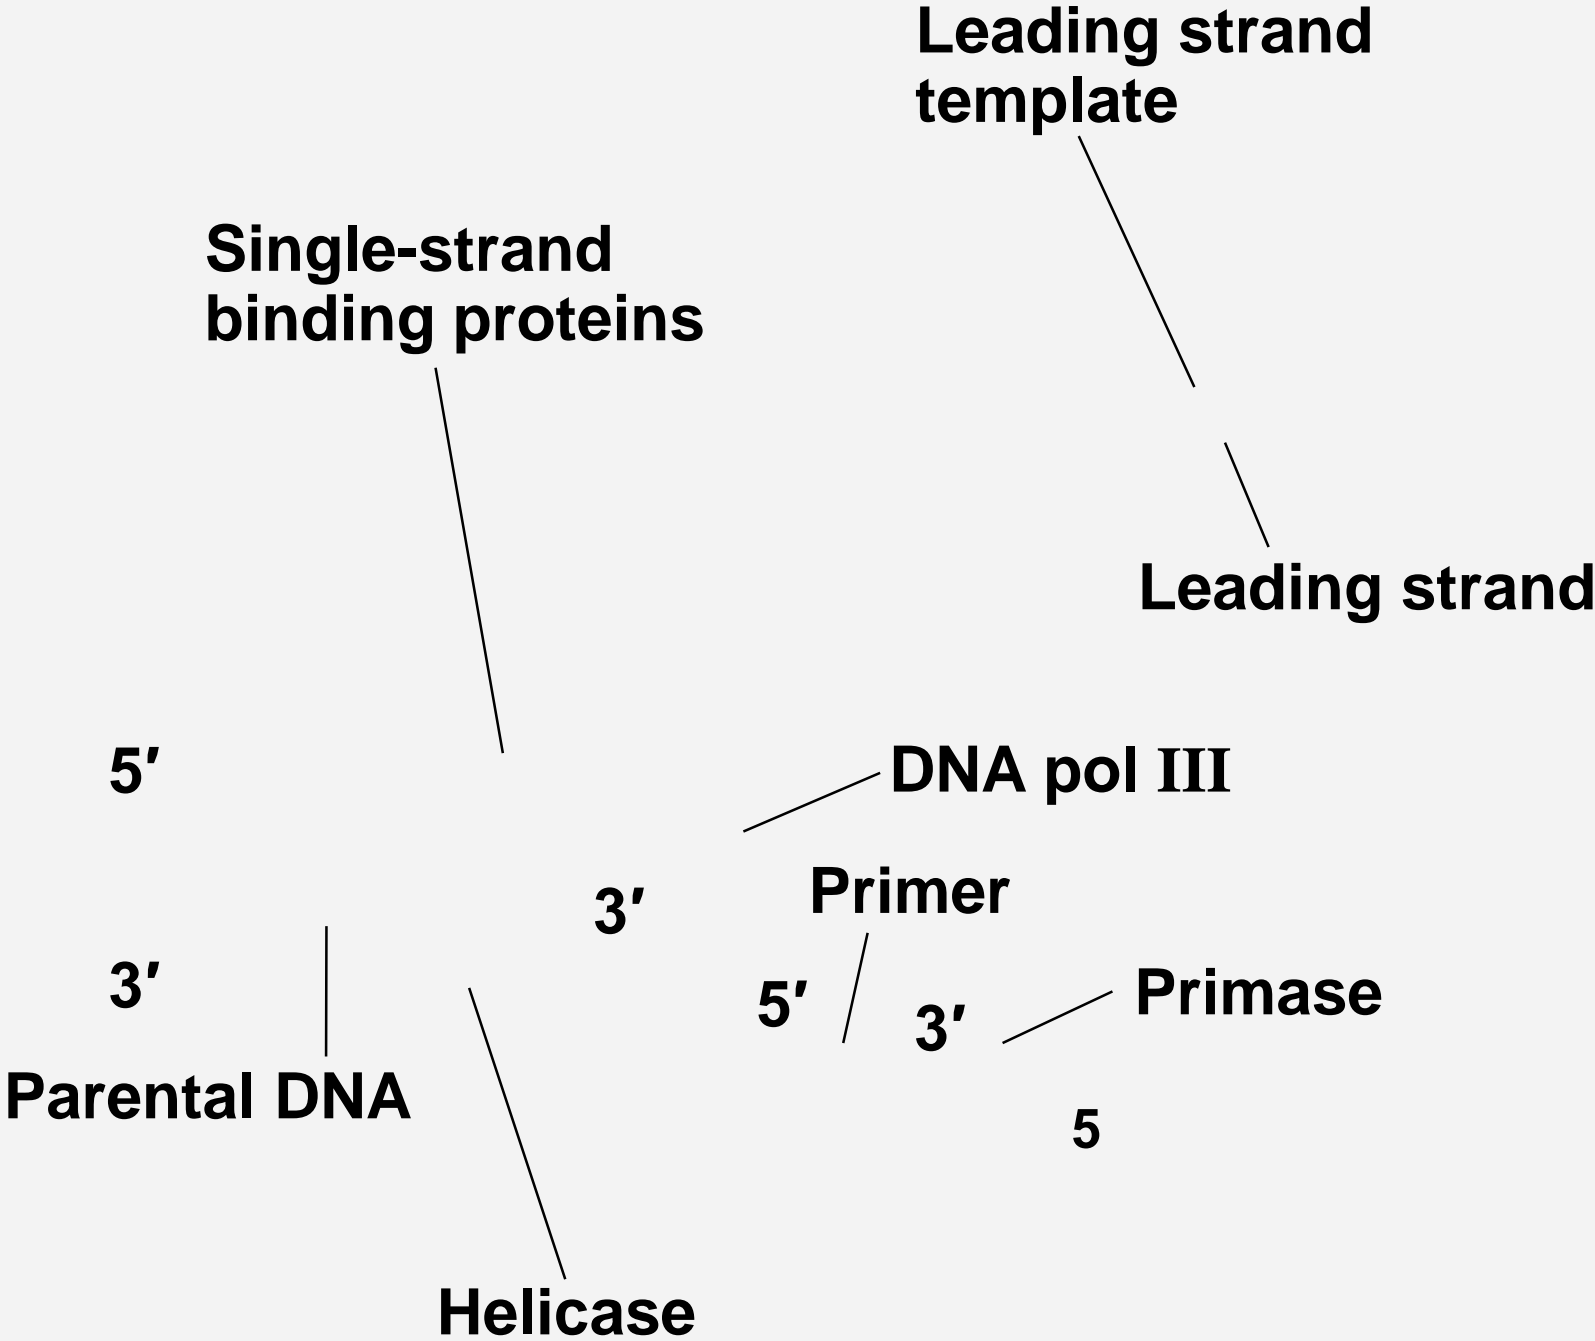 Leading strand
template
Single-strand
binding proteins
Leading strand
5′
DNA pol III
Primer
3′
3′
5′
3′
Primase
Parental DNA
5
Helicase